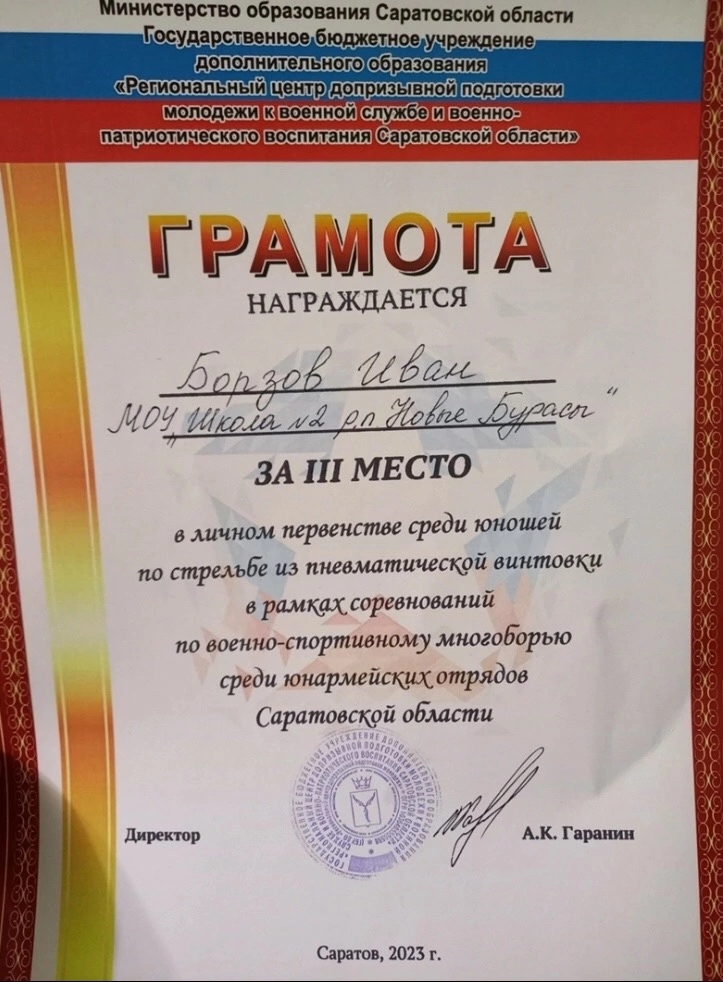 Министерство образования Саратовской области
Государственное бюджетное учреждение
дополнительного образования
«Региональный центр допризывной подготовки
молодежи к военной службе и военно-
патриотического воспитания Саратовской области»
ГРАМОТА
НАГРАЖДАЕТСЯ
Борзов Иван
МОУ „Школа №2 р.п Новые Бурасы"
ЗА III МЕСТО
в личном первенстве среди юношей
по стрельбе из пневматической винтовки
в рамках соревнований
по военно-спортивному многоборью
среди юнармейских отрядов
Саратовской области
Директор
А.К. Гаранин
Саратов, 2023 г.